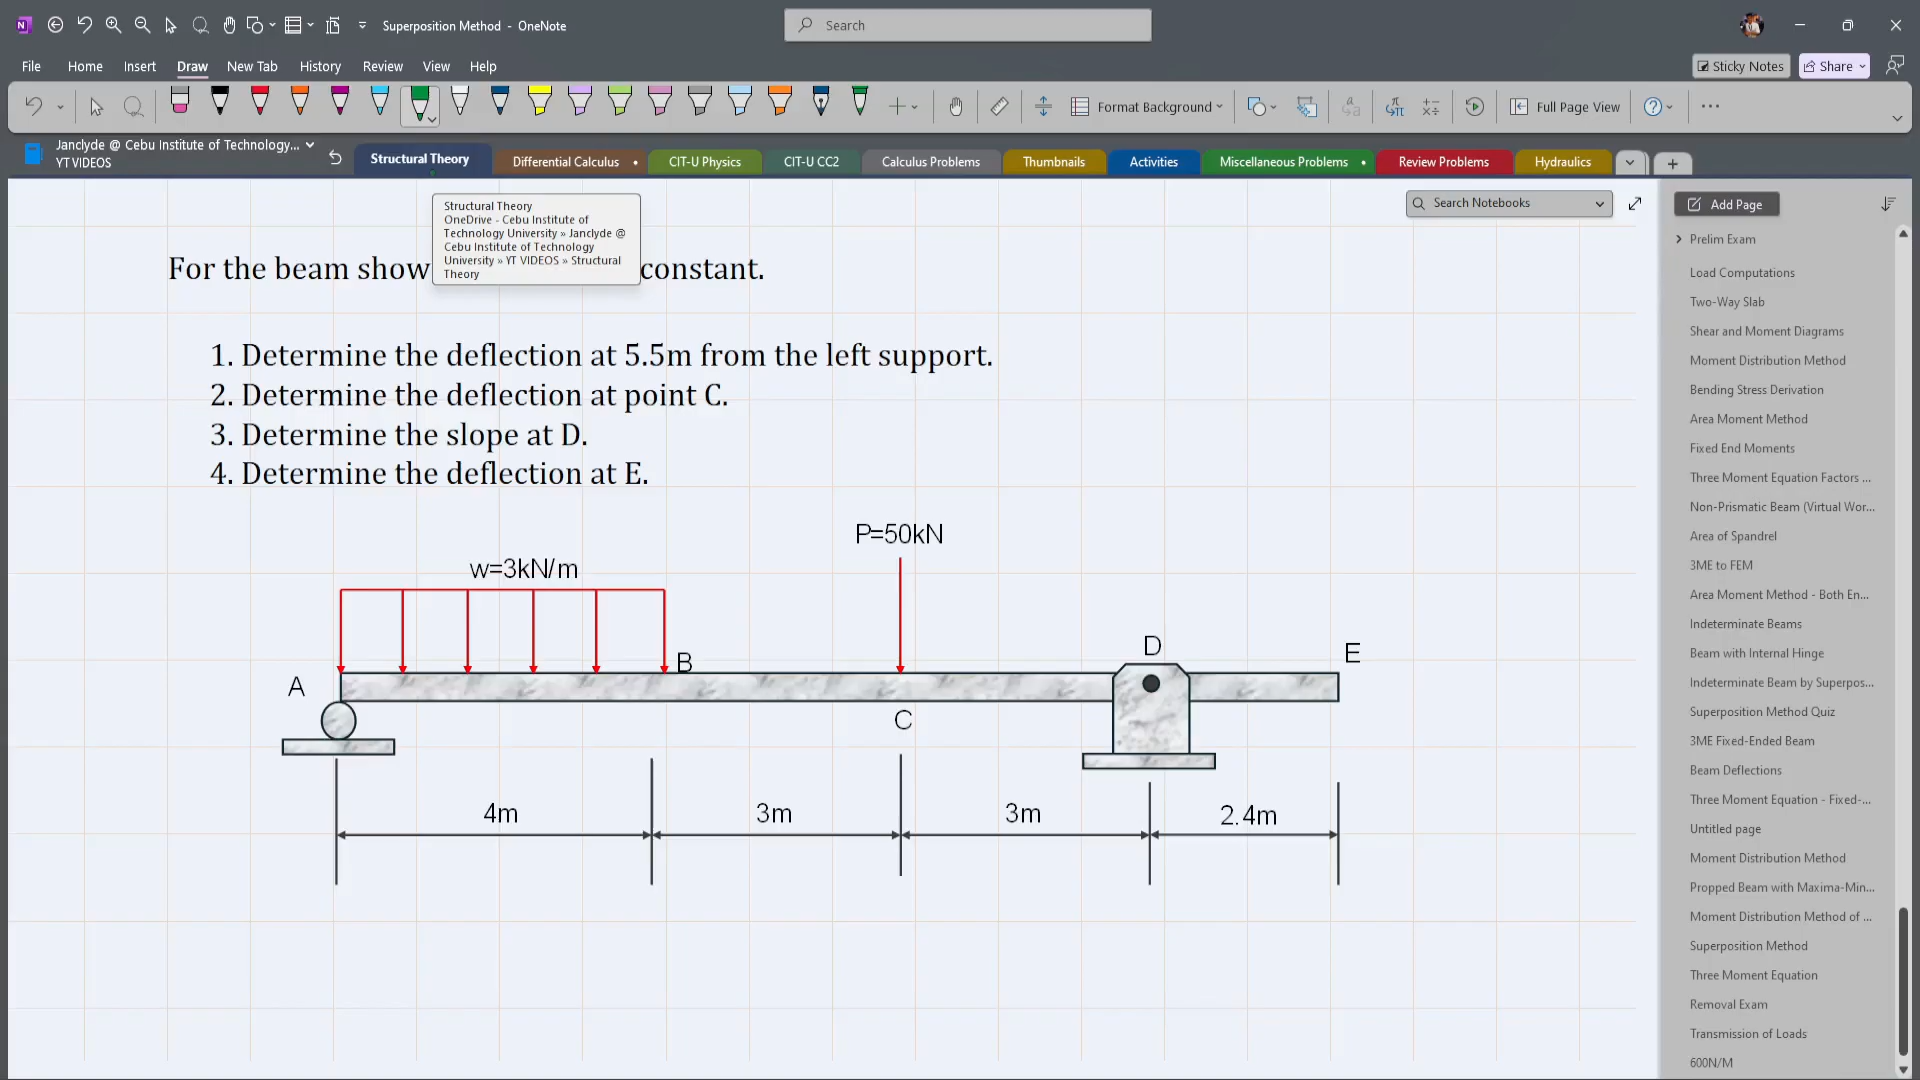 Superposition Method - OneNote
Search
File Home Insert Draw New Tab History Review View Help
Sticky Notes Share
Format Background
Full Page View
Janclyde @ Cebu Institute of Technology...
YT VIDEOS
Structural Theory
Differential Calculus
CIT-U Physics
CIT-U CC2
Calculus Problems
Thumbnails
Activities
Miscellaneous Problems
Review Problems
Hydraulics
Structural Theory
OneDrive - Cebu Institute of
Technology University » Janclyde @
Cebu Institute of Technology
University » YT VIDEOS » Structural
Theory
Search Notebooks
For the beam show constant.
1. Determine the deflection at 5.5m from the left support.
2. Determine the deflection at point C.
3. Determine the slope at D.
4. Determine the deflection at E.
P=50kN
w=3kN/m
A
B
C
D
E
4m
3m
3m
2.4m
Add Page
Prelim Exam
Load Computations
Two-Way Slab
Shear and Moment Diagrams
Moment Distribution Method
Bending Stress Derivation
Area Moment Method
Fixed End Moments
Three Moment Equation Factors ...
Non-Prismatic Beam (Virtual Wor...
Area of Spandrel
3ME to FEM
Area Moment Method - Both En...
Indeterminate Beams
Beam with Internal Hinge
Indeterminate Beam by Superpos...
Superposition Method Quiz
3ME Fixed-Ended Beam
Beam Deflections
Three Moment Equation - Fixed-...
Untitled page
Moment Distribution Method
Propped Beam with Maxima-Min...
Moment Distribution Method of ...
Superposition Method
Three Moment Equation
Removal Exam
Transmission of Loads
600N/M